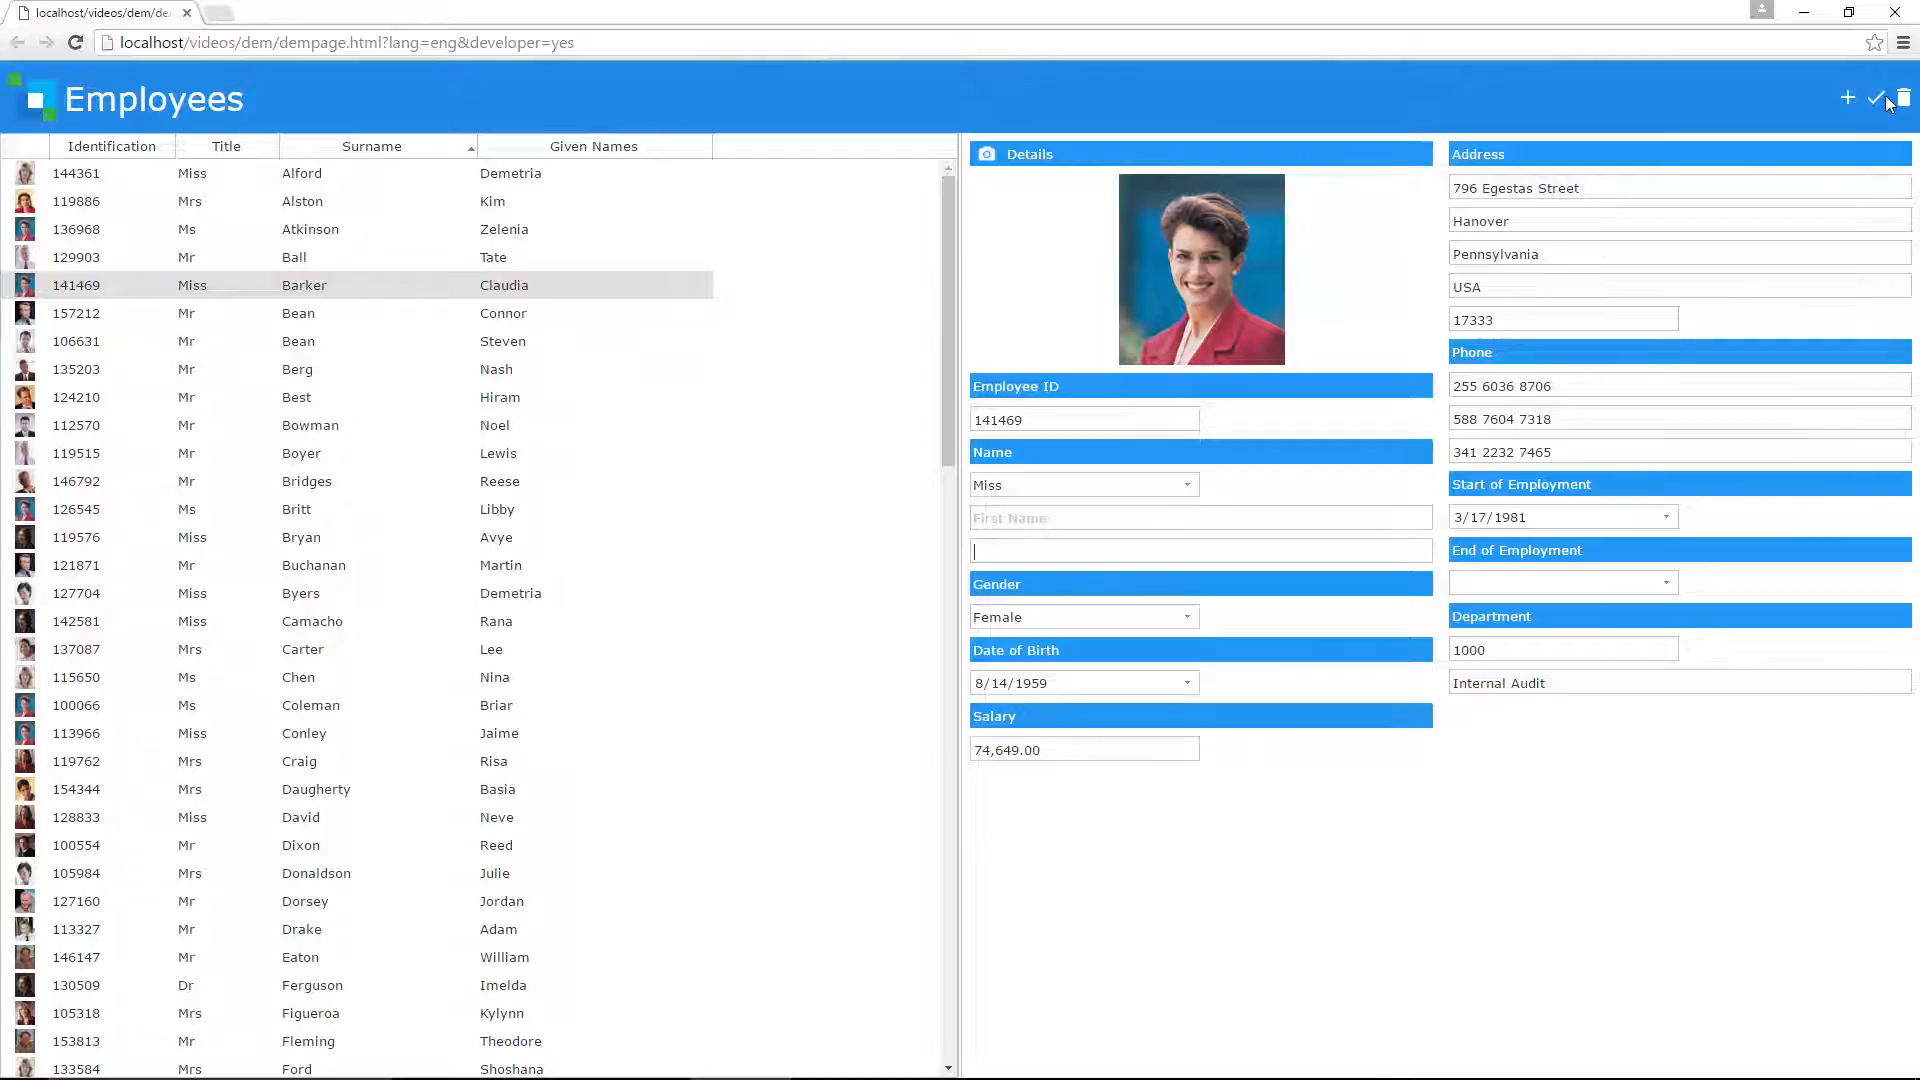 localhost/videos/dem/de
localhost/videos/dem/dempage.html?lang=eng&developer=yes
Employees
Identification Title Surname Given Names
144361 Miss Alford Demetria
119886 Mrs Alston Kim
136968 Ms Atkinson Zelenia
129903 Mr Ball Tate
141469 Miss Barker Claudia
157212 Mr Bean Connor
106631 Mr Bean Steven
135203 Mr Berg Nash
124210 Mr Best Hiram
112570 Mr Bowman Noel
119515 Mr Boyer Lewis
146792 Mr Bridges Reese
126545 Ms Britt Libby
119576 Miss Bryan Avye
121871 Mr Buchanan Martin
127704 Miss Byers Demetria
142581 Miss Camacho Rana
137087 Mrs Carter Lee
115650 Ms Chen Nina
100066 Ms Coleman Briar
113966 Miss Conley Jaime
119762 Mrs Craig Risa
154344 Mrs Daugherty Basia
128833 Miss David Neve
100554 Mr Dixon Reed
105984 Mrs Donaldson Julie
127160 Mr Dorsey Jordan
113327 Mr Drake Adam
146147 Mr Eaton William
130509 Dr Ferguson Imelda
105318 Mrs Figueroa Kylynn
153813 Mr Fleming Theodore
133584 Mrs Ford Shoshana
Details
Employee ID
141469
Name
Miss
First Name
Gender
Female
Date of Birth
8/14/1959
Salary
74,649.00
Address
796 Egestas Street
Hanover
Pennsylvania
USA
17333
Phone
255 6036 8706
588 7604 7318
341 2232 7465
Start of Employment
3/17/1981
End of Employment
Department
1000
Internal Audit